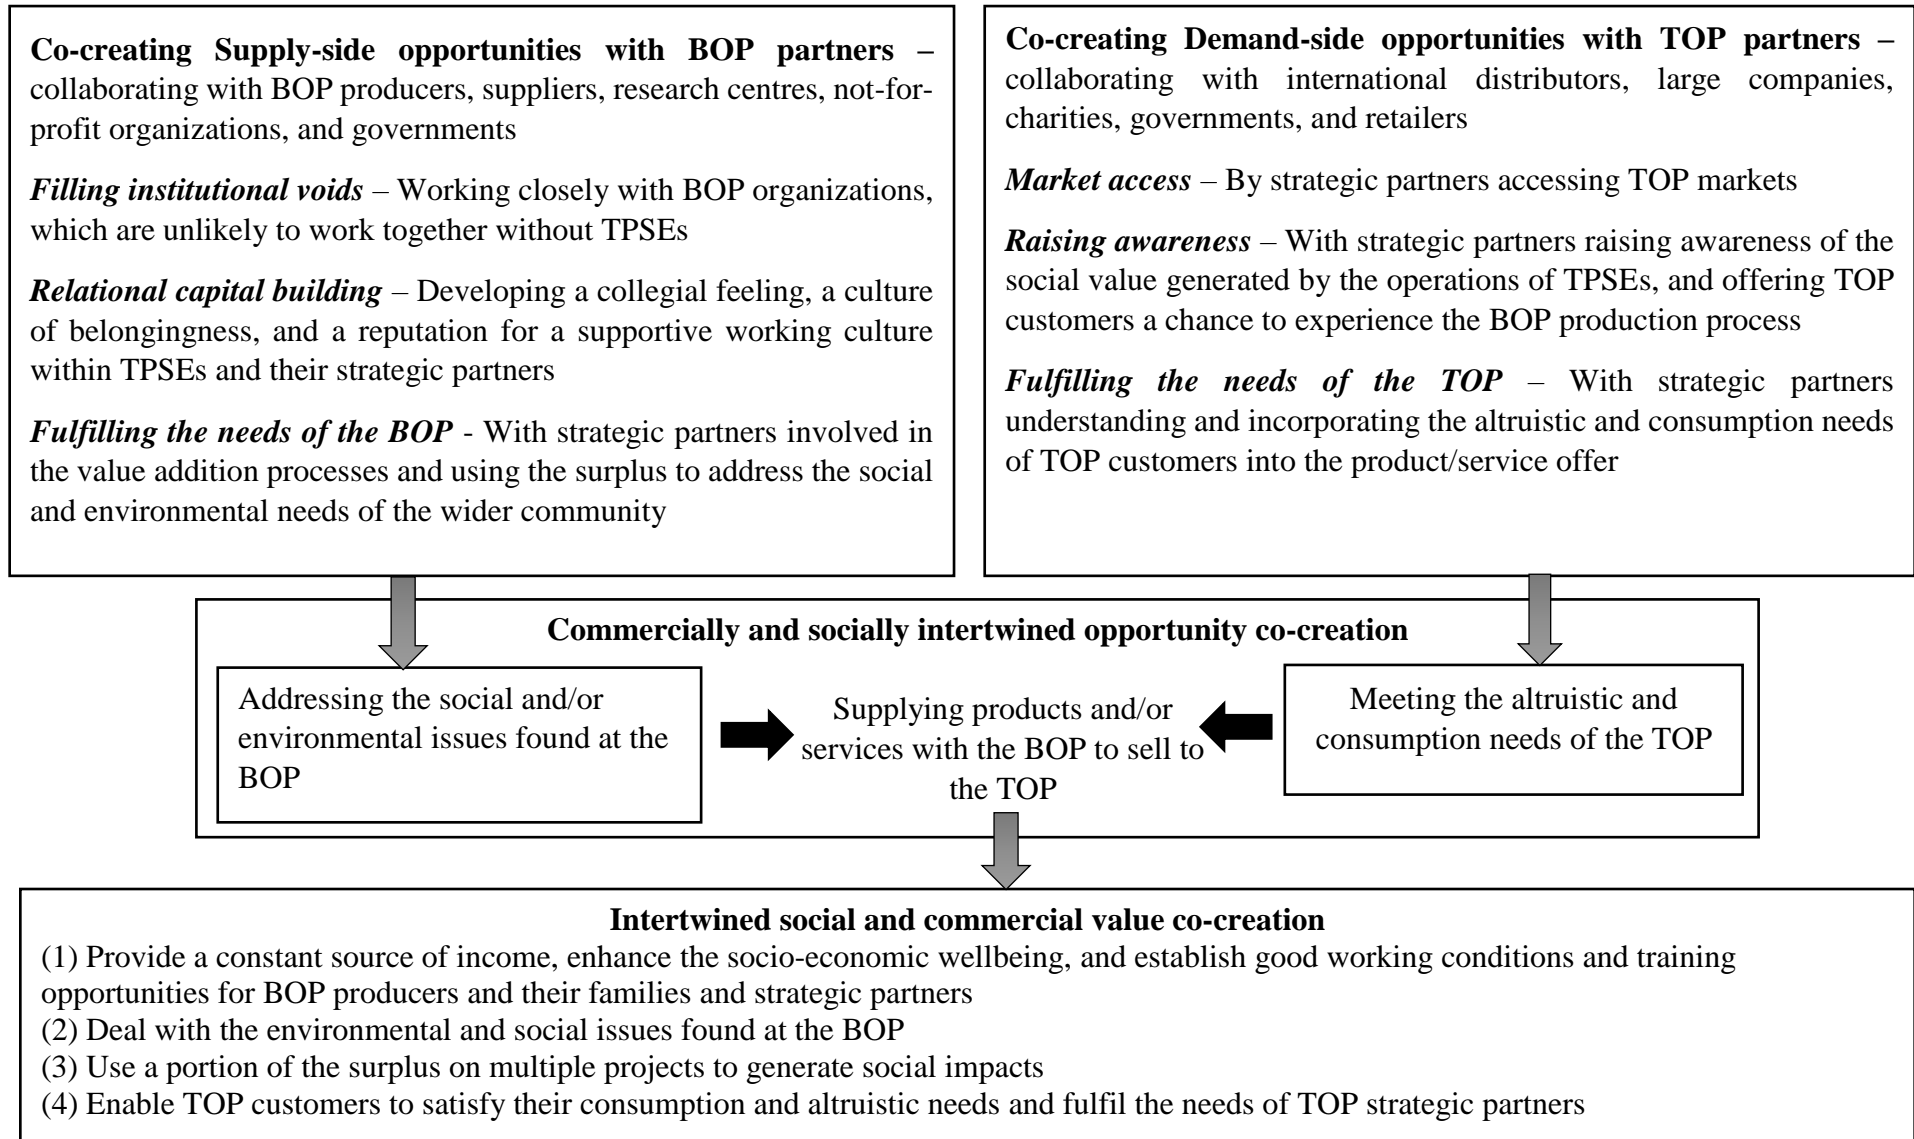 Co-creating Supply-side opportunities with BOP partners –
collaborating with BOP producers, suppliers, research centres, not-for-
profit organizations, and governments
Filling institutional voids – Working closely with BOP organizations,
which are unlikely to work together without TPSEs
Relational capital building – Developing a collegial feeling, a culture
of belongingness, and a reputation for a supportive working culture
within TPSEs and their strategic partners
Fulfilling the needs of the BOP - With strategic partners involved in
the value addition processes and using the surplus to address the social
and environmental needs of the wider community
Co-creating Demand-side opportunities with TOP partners –
collaborating with international distributors, large companies,
charities, governments, and retailers
Market access – By strategic partners accessing TOP markets
Raising awareness – With strategic partners raising awareness of the
social value generated by the operations of TPSEs, and offering TOP
customers a chance to experience the BOP production process
Fulfilling the needs of the TOP – With strategic partners
understanding and incorporating the altruistic and consumption needs
of TOP customers into the product/service offer
Commercially and socially intertwined opportunity co-creation
Addressing the social and/or
environmental issues found at the
BOP
Supplying products and/or
services with the BOP to sell to
the TOP
Meeting the altruistic and
consumption needs of the TOP
Intertwined social and commercial value co-creation
(1) Provide a constant source of income, enhance the socio-economic wellbeing, and establish good working conditions and training
opportunities for BOP producers and their families and strategic partners
(2) Deal with the environmental and social issues found at the BOP
(3) Use a portion of the surplus on multiple projects to generate social impacts
(4) Enable TOP customers to satisfy their consumption and altruistic needs and fulfil the needs of TOP strategic partners